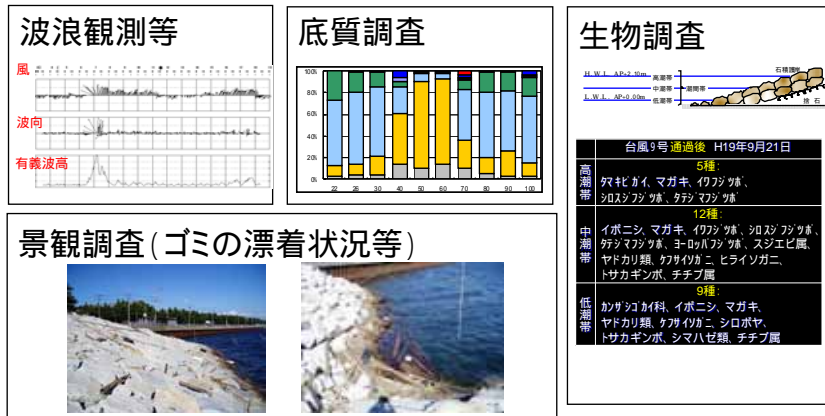 波浪観測等
風
波向
有義波高
底質調査
100%
80%
60%
40%
20%
0%
22 26 30 40 50 60 70 80 90 100
生物調査
石積護岸
H.W.L. AP+2.10m 高潮帯
中潮帯 潮間帯
L.W.L. AP+0.00m 低潮帯
捨石
台風9号通過後 H19年9月21日
高潮帯
5種:
タマキビガイ、マガキ、イワフジツボ、
シロスジフジツボ、タテジマフジツボ
中潮帯
12種:
イボニシ、マガキ、イワフジツボ、シロスジフジツボ、
タテジマフジツボ、ヨーロッパフジツボ、スジエビ属、
ヤドカリ類、ケフサイソガニ、ヒライソガニ、
トサカギンポ、チチブ属
低潮帯
9種:
カンザシゴカイ科、イボニシ、マガキ、
ヤドカリ類、ケフサイソガニ、シロボヤ、
トサカギンポ、シマハゼ類、チチブ属
景観調査(ゴミの漂着状況等)